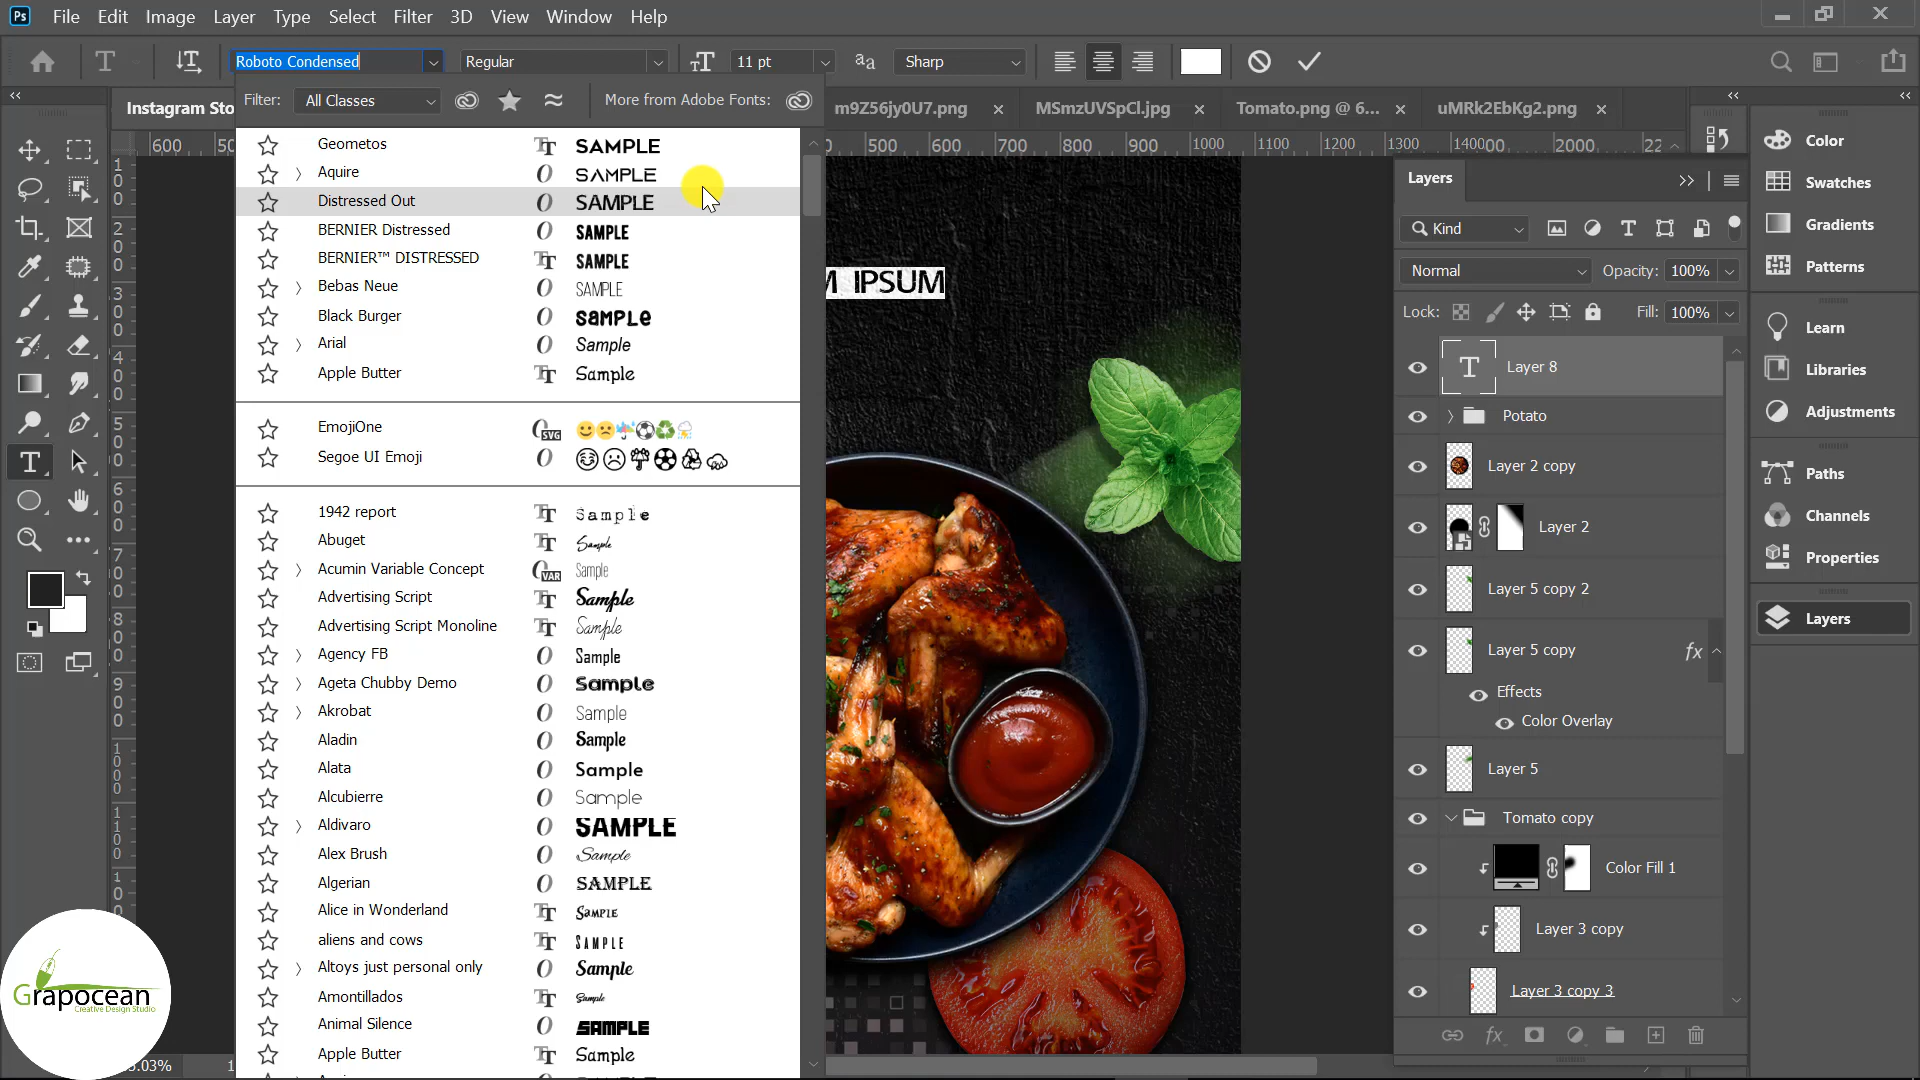 Ps File Edit Image Layer Type Select Filter 3D View Window Help
Roboto Condensed Regular 11 pt aa Sharp
Filter: All Classes More from Adobe Fonts:
Instagram Sto m9Z56jy0U7.png MSmzUVSpCl.jpg Tomato.png @ 6... uMRk2EbKg2.png
Geometos SAMPLE
Aquire SAMPLE
Distressed Out SAMPLE
BERNIER Distressed SAMPLE
BERNIER™ DISTRESSED SAMPLE
Bebas Neue SAMPLE
Black Burger Sample
Arial Sample
Apple Butter Sample
EmojiOne
Segoe UI Emoji
1942 report Sample
Abuget Sample
Acumin Variable Concept Sample
Advertising Script Sample
Advertising Script Monoline Sample
Agency FB Sample
Ageta Chubby Demo Sample
Akrobat Sample
Aladin Sample
Alata Sample
Alcubierre Sample
Aldivaro SAMPLE
Alex Brush Sample
Algerian SAMPLE
Alice in Wonderland Sample
aliens and cows SAMPLE
Altoys just personal only Sample
Amontillados Sample
Animal Silence SAMPLE
Apple Butter Sample
M IPSUM
Layers
Kind
Normal Opacity: 100%
Lock: Fill: 100%
Layer 8
Potato
Layer 2 copy
Layer 2
Layer 5 copy 2
Layer 5 copy fx
Effects
Color Overlay
Layer 5
Tomato copy
Color Fill 1
Layer 3 copy
Layer 3 copy 3
Color
Swatches
Gradients
Patterns
Learn
Libraries
Adjustments
Paths
Channels
Properties
Layers
Grapocean
Creative Design Studio